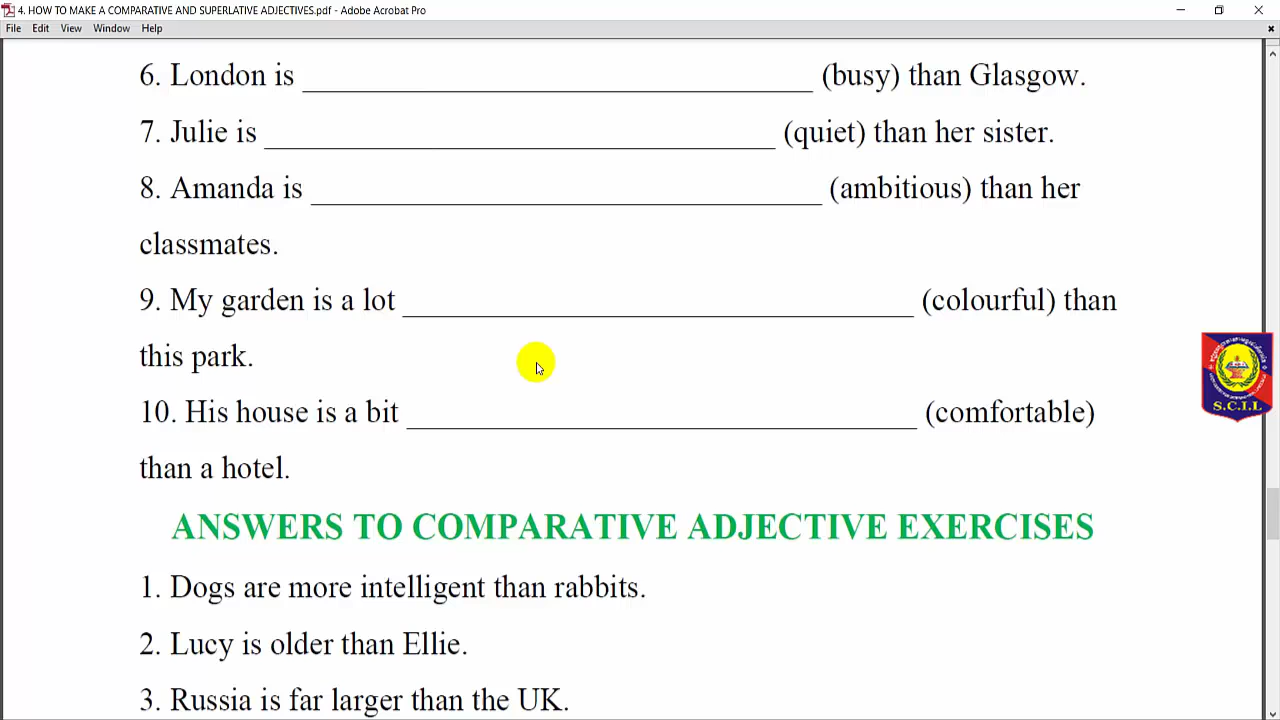 4. HOW TO MAKE A COMPARATIVE AND SUPERLATIVE ADJECTIVES.pdf - Adobe Acrobat Pro
File Edit View Window Help
6. London is ______________________________ (busy) than Glasgow.
7. Julie is ______________________________ (quiet) than her sister.
8. Amanda is ______________________________ (ambitious) than her
classmates.
9. My garden is a lot ______________________________ (colourful) than
this park.
10. His house is a bit ______________________________ (comfortable)
than a hotel.
ANSWERS TO COMPARATIVE ADJECTIVE EXERCISES
1. Dogs are more intelligent than rabbits.
2. Lucy is older than Ellie.
3. Russia is far larger than the UK.
S.C.I.L